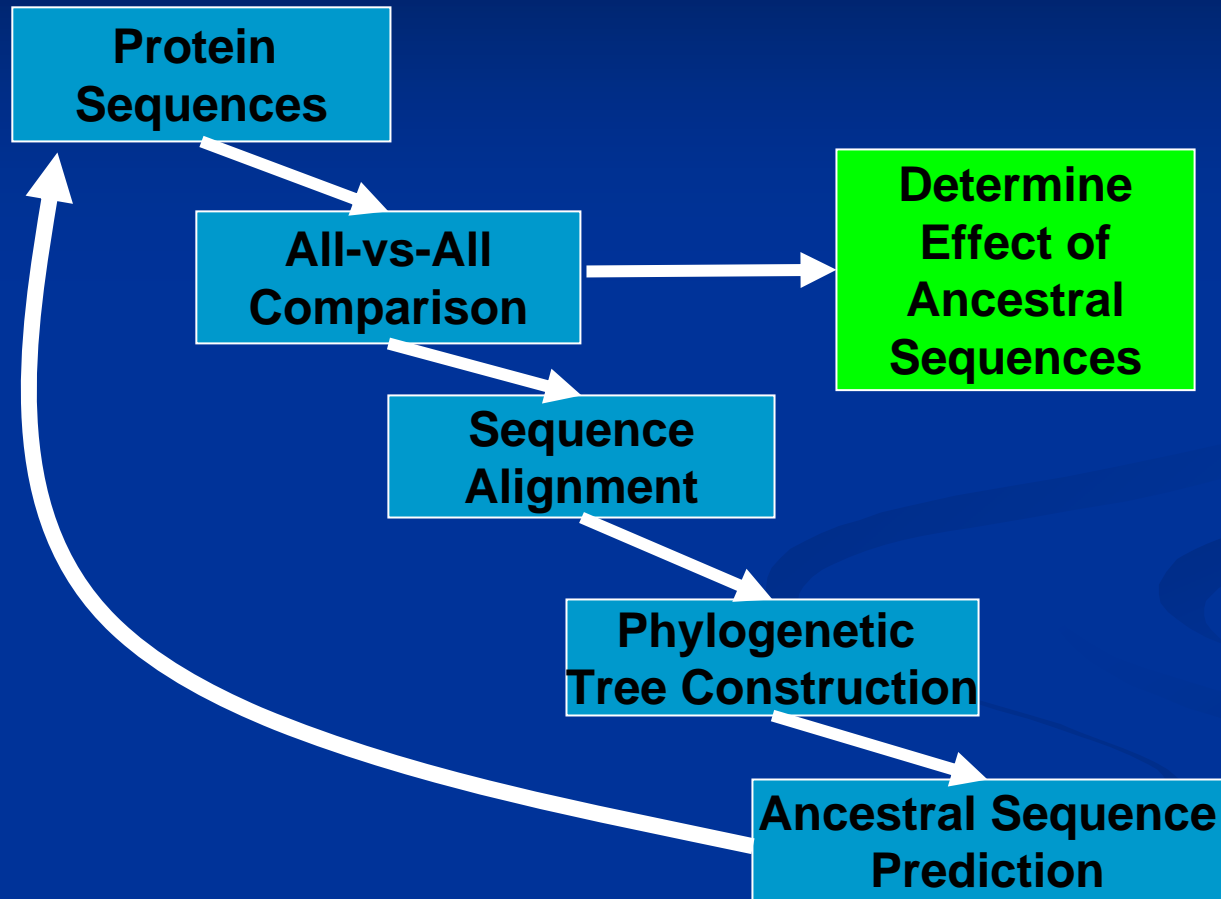 Protein
Sequences
All-vs-All
Comparison
Determine
Effect of
Ancestral
Sequences
Sequence
Alignment
Phylogenetic
Tree Construction
Ancestral Sequence
Prediction